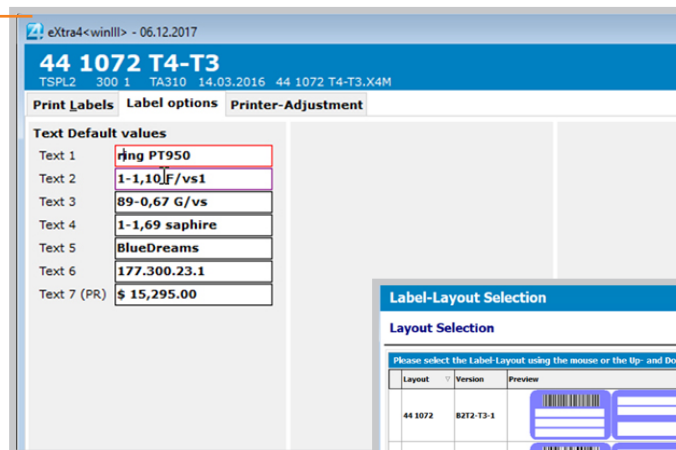 eXtra4<winIII> - 06.12.2017
44 1072 T4-T3
TSPL2 300 1 TA310 14.03.2016 44 1072 T4-T3.X4M
Print Labels Label options Printer-Adjustment
Text Default values
Text 1 ring PT950
Text 2 1-1,10 F/vs1
Text 3 89-0,67 G/vs
Text 4 1-1,69 saphire
Text 5 BlueDreams
Text 6 177.300.23.1
Text 7 (PR) $ 15,295.00
Label-Layout Selection
Layout Selection
Please select the Label-Layout using the mouse or the Up- and Do
Layout Version Preview
44 1072 B2T2-T3-1